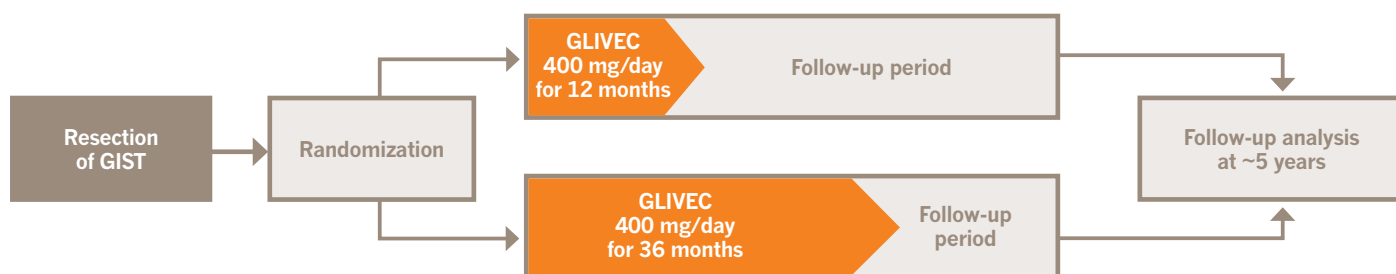 Resection
of GIST
Randomization
GLIVEC
400 mg/day
for 12 months
Follow-up period
GLIVEC
400 mg/day
for 36 months
Follow-up
period
Follow-up analysis
at ~5 years